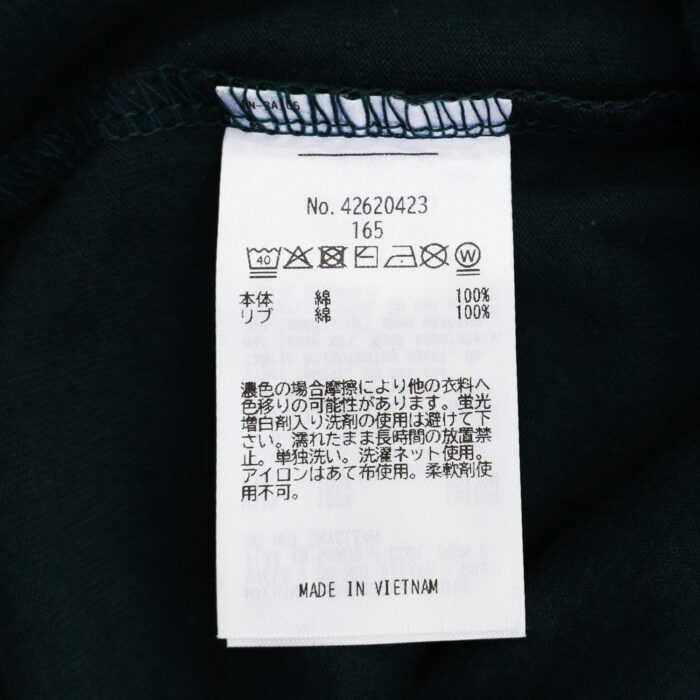 No. 42620423
165
40 W
本体 綿 100%
リブ 綿 100%
濃色の場合摩擦により他の衣料へ
色移りの可能性があります。蛍光
増白剤入り洗剤の使用は避けて下
さい。濡れたまま長時間の放置禁
止。単独洗い。洗濯ネット使用。
アイロンはあて布使用。柔軟剤使
用不可。
MADE IN VIETNAM